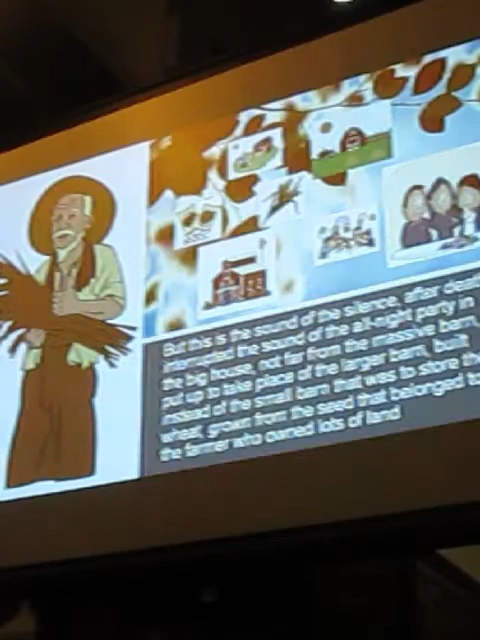 But this is the sound of the silence, after death
interrupted the sound of the all-night party in
the big house, not far from the massive barn,
put up to take place of the larger barn, built
instead of the small barn that was to store the
wheat, grown from the seed that belonged to
the farmer who owned lots of land.